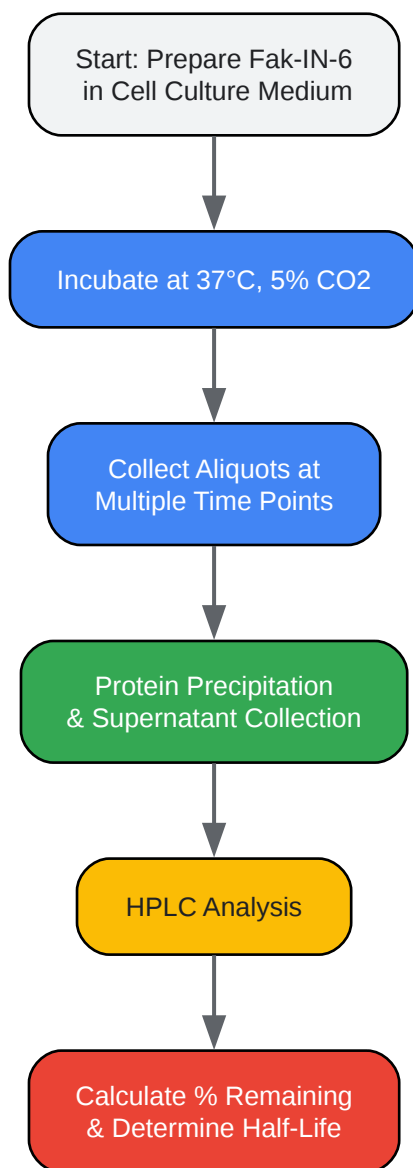 Start: Prepare Fak-IN-6
in Cell Culture Medium
Incubate at 37°C, 5% CO2
Collect Aliquots at
Multiple Time Points
Protein Precipitation
& Supernatant Collection
HPLC Analysis
Calculate % Remaining
& Determine Half-Life